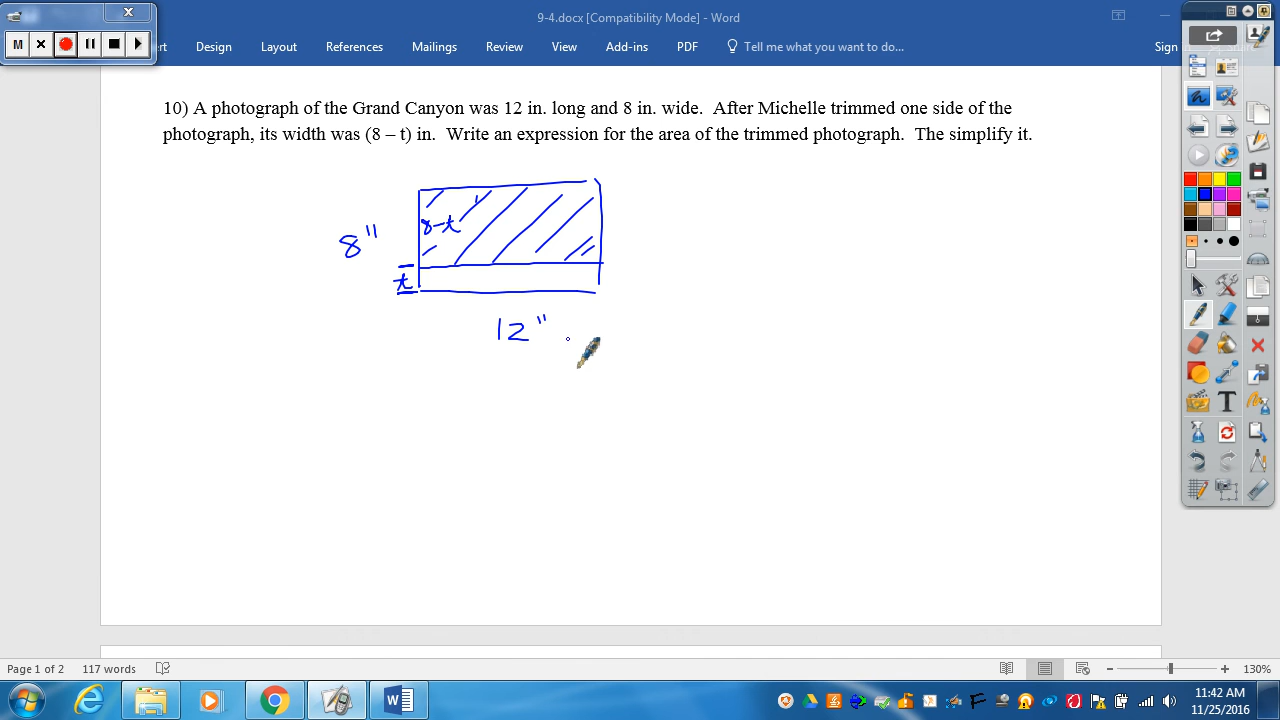 9-4.docx [Compatibility Mode] - Word
M
ert Design Layout References Mailings Review View Add-ins PDF Tell me what you want to do... Sign
10) A photograph of the Grand Canyon was 12 in. long and 8 in. wide. After Michelle trimmed one side of the
photograph, its width was (8 – t) in. Write an expression for the area of the trimmed photograph. The simplify it.
8-t
8"
t
12"
T
Page 1 of 2 117 words 130%
11:42 AM
11/25/2016